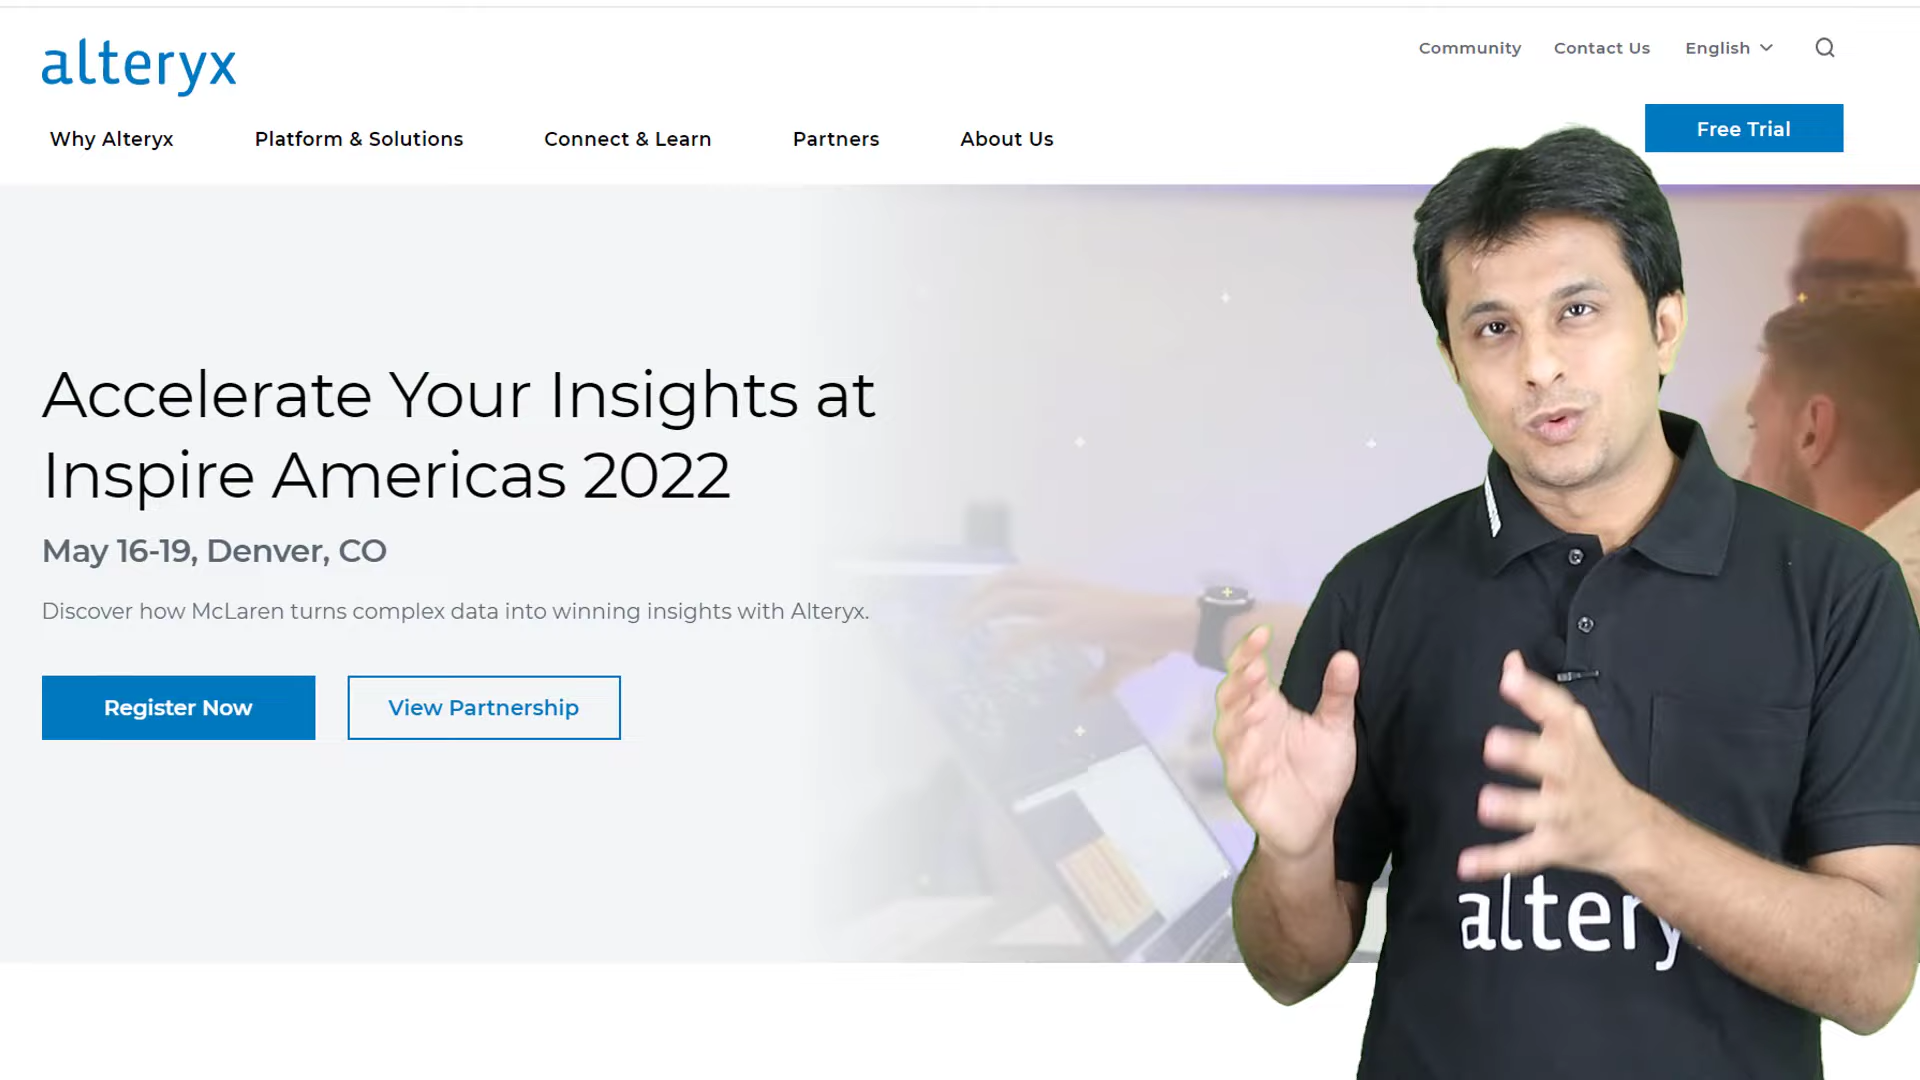 alteryx
Community
Contact Us
English
Why Alteryx
Platform & Solutions
Connect & Learn
Partners
About Us
Free Trial
Accelerate Your Insights at
Inspire Americas 2022
May 16-19, Denver, CO
Discover how McLaren turns complex data into winning insights with Alteryx.
Register Now
View Partnership
altery